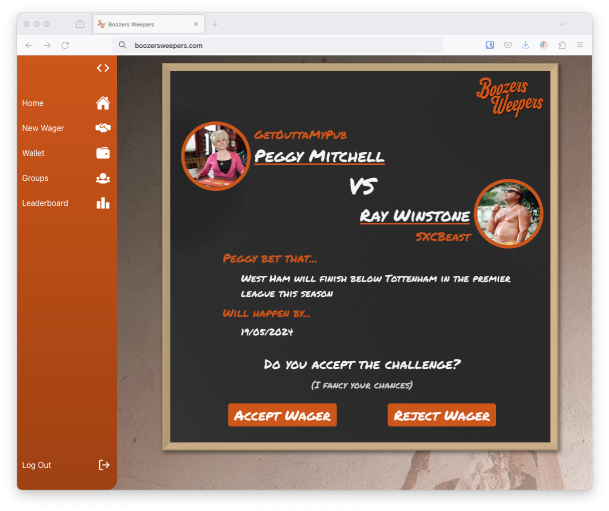 Boozers Weepers
boozersweepers.com
Home
New Wager
Wallet
Groups
Leaderboard
Log Out
Boozers
Weepers
GetOuttaMyPub
Peggy Mitchell
VS
Ray Winstone
SXCBeast
Peggy bet that...
West Ham will finish below Tottenham in the premier
league this season
Will happen by...
19/05/2024
Do you accept the challenge?
(I fancy your chances)
Accept Wager
Reject Wager